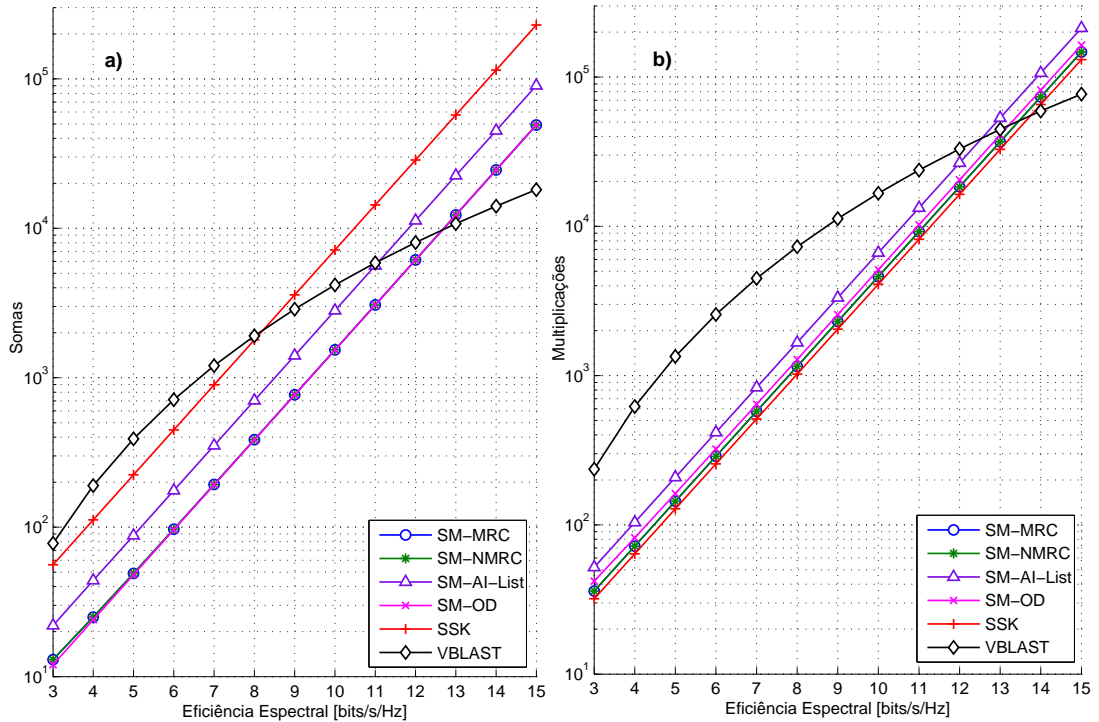 a)
Somas
10^5
10^4
10^3
10^2
10^1
3 4 5 6 7 8 9 10 11 12 13 14 15
Eficiência Espectral [bits/s/Hz]
SM−MRC
SM−NMRC
SM−AI−List
SM−OD
SSK
VBLAST
b)
Multiplicações
10^5
10^4
10^3
10^2
10^1
3 4 5 6 7 8 9 10 11 12 13 14 15
Eficiência Espectral [bits/s/Hz]
SM−MRC
SM−NMRC
SM−AI−List
SM−OD
SSK
VBLAST